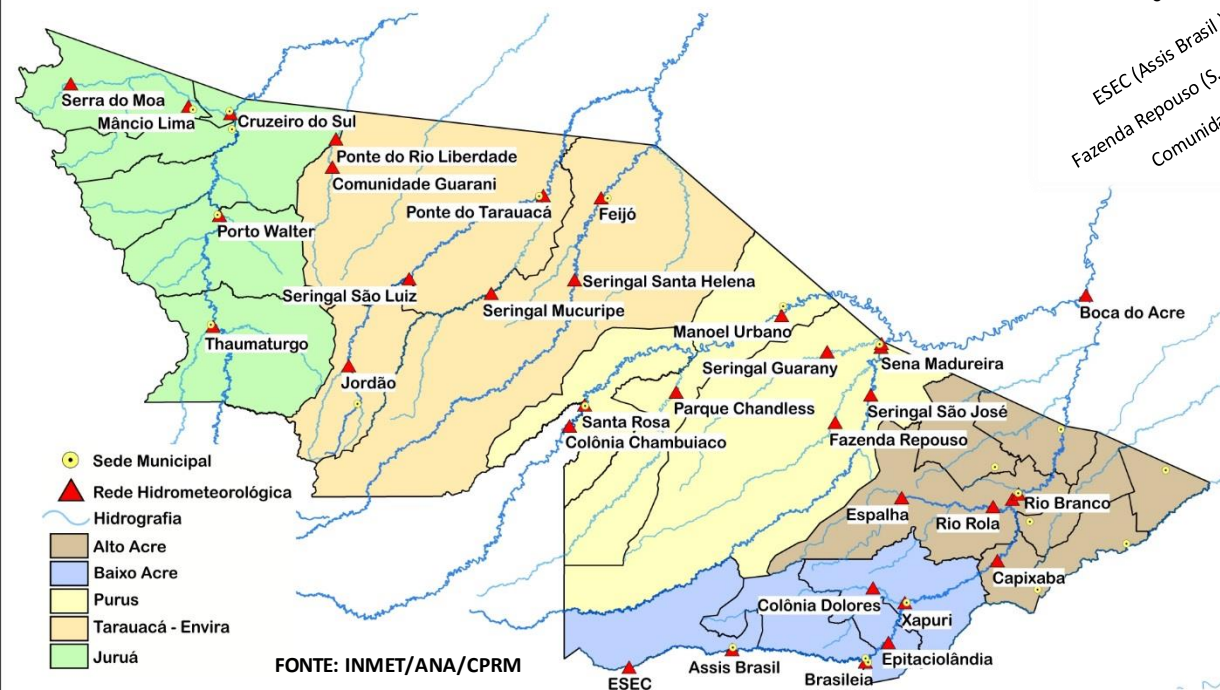 ESEC (Assis Brasil
Fazenda Repouso (S.
Comunida
Serra do Moa
Mâncio Lima
Cruzeiro do Sul
Ponte do Rio Liberdade
Comunidade Guarani
Ponte do Tarauacá
Feijó
Porto Walter
Seringal São Luiz
Seringal Mucuripe
Seringal Santa Helena
Boca do Acre
Manoel Urbano
Thaumaturgo
Seringal Guarany
Sena Madureira
Jordão
Parque Chandless
Seringal São José
Santa Rosa
Colônia Chambuiaco
Fazenda Repouso
Espalha
Rio Rola
Rio Branco
Capixaba
Colônia Dolores
Xapuri
Epitaciolândia
Assis Brasil
Brasileia
ESEC
Sede Municipal
Rede Hidrometeorológica
Hidrografia
Alto Acre
Baixo Acre
Purus
Tarauacá - Envira
Juruá
FONTE: INMET/ANA/CPRM